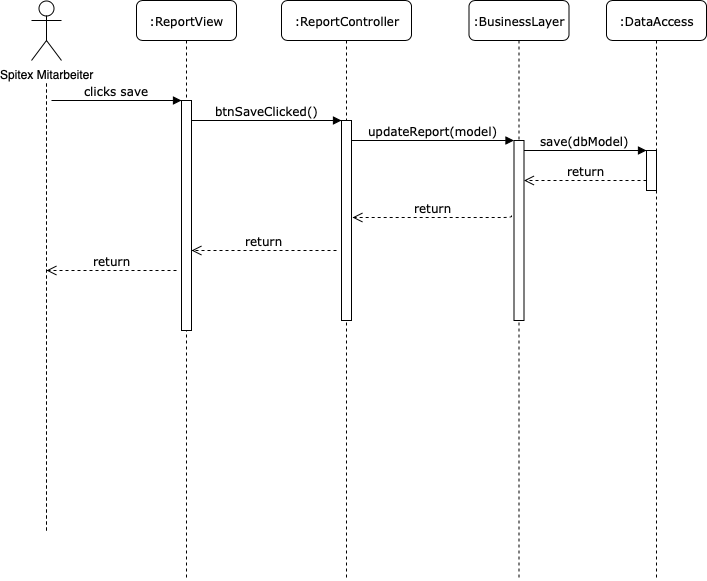 :ReportView
:ReportController
:BusinessLayer
:DataAccess
Spitex Mitarbeiter
clicks save
btnSaveClicked()
updateReport(model)
save(dbModel)
return
return
return
return